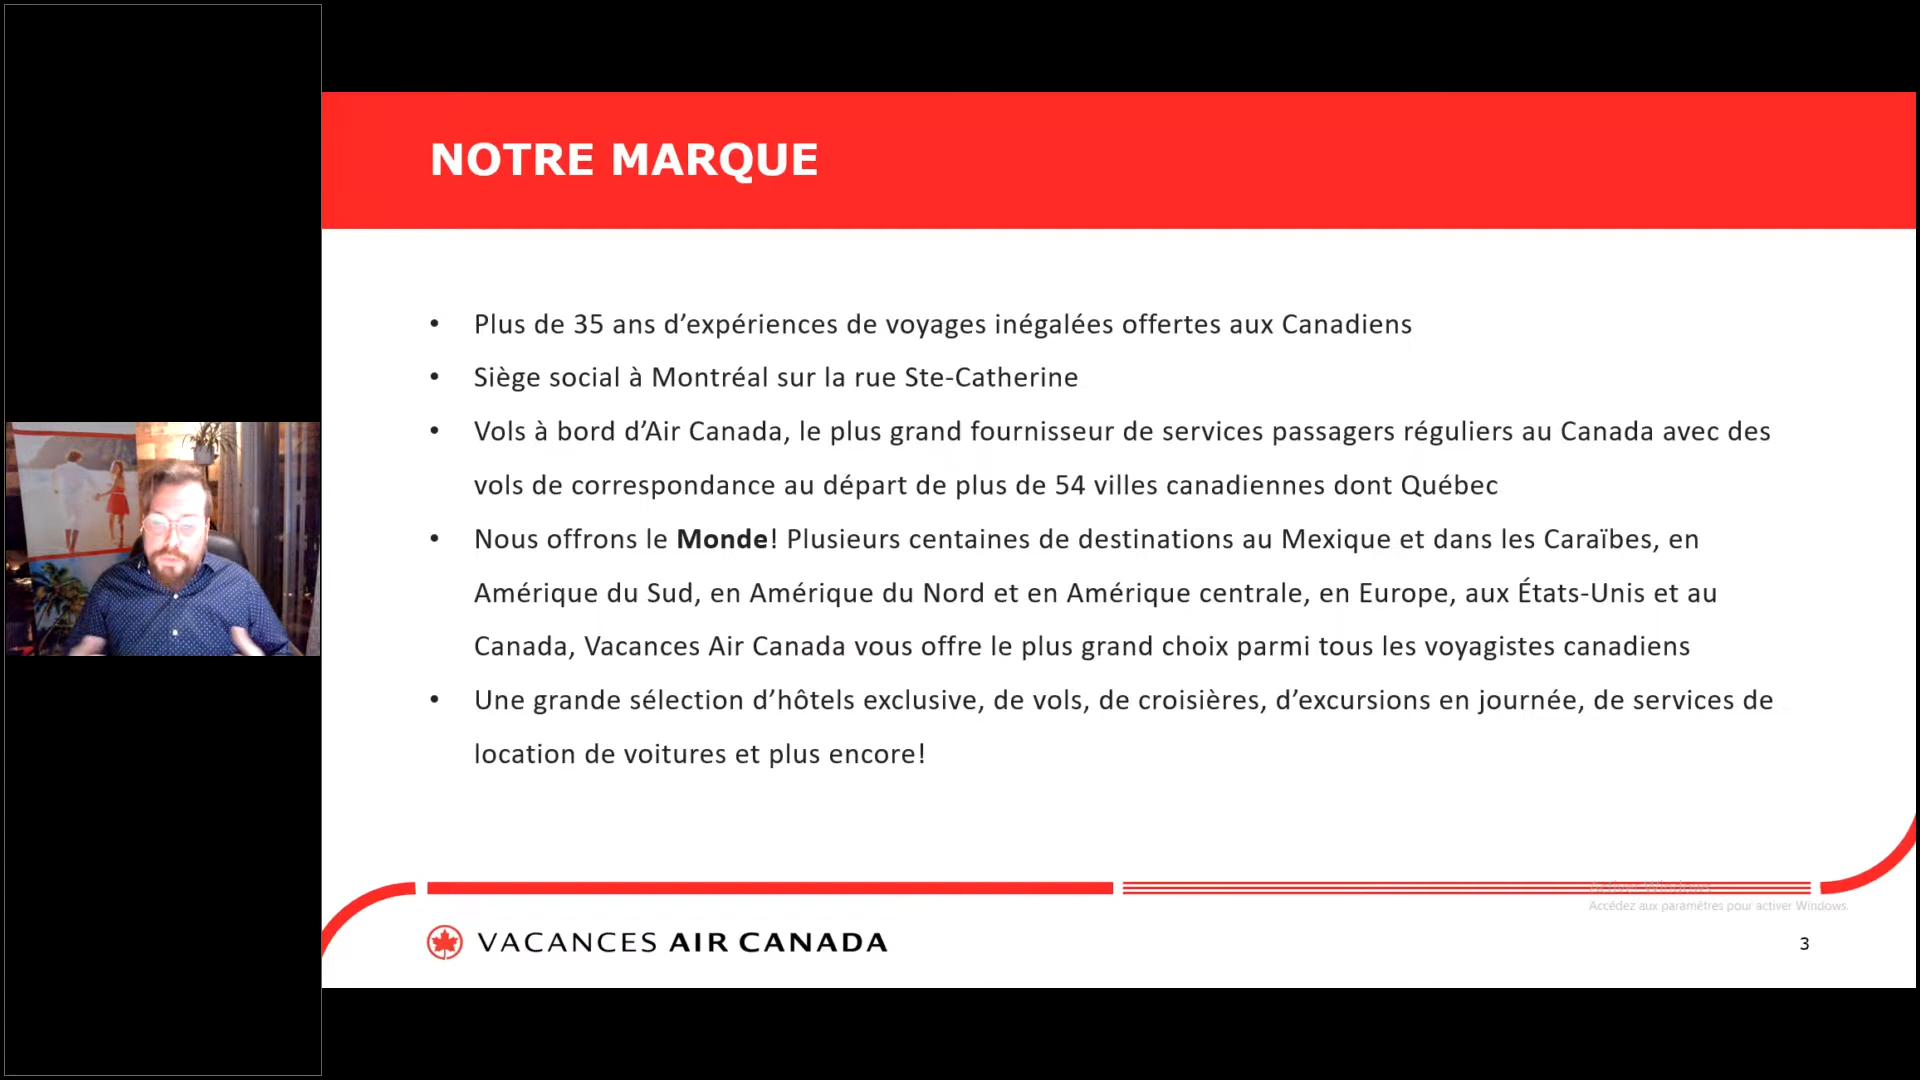 NOTRE MARQUE
• Plus de 35 ans d’expériences de voyages inégalées offertes aux Canadiens
• Siège social à Montréal sur la rue Ste-Catherine
• Vols à bord d’Air Canada, le plus grand fournisseur de services passagers réguliers au Canada avec des
vols de correspondance au départ de plus de 54 villes canadiennes dont Québec
• Nous offrons le Monde! Plusieurs centaines de destinations au Mexique et dans les Caraïbes, en
Amérique du Sud, en Amérique du Nord et en Amérique centrale, en Europe, aux États-Unis et au
Canada, Vacances Air Canada vous offre le plus grand choix parmi tous les voyagistes canadiens
• Une grande sélection d’hôtels exclusive, de vols, de croisières, d’excursions en journée, de services de
location de voitures et plus encore!
Activer Windows
Accédez aux paramètres pour activer Windows.
VACANCES AIR CANADA
3